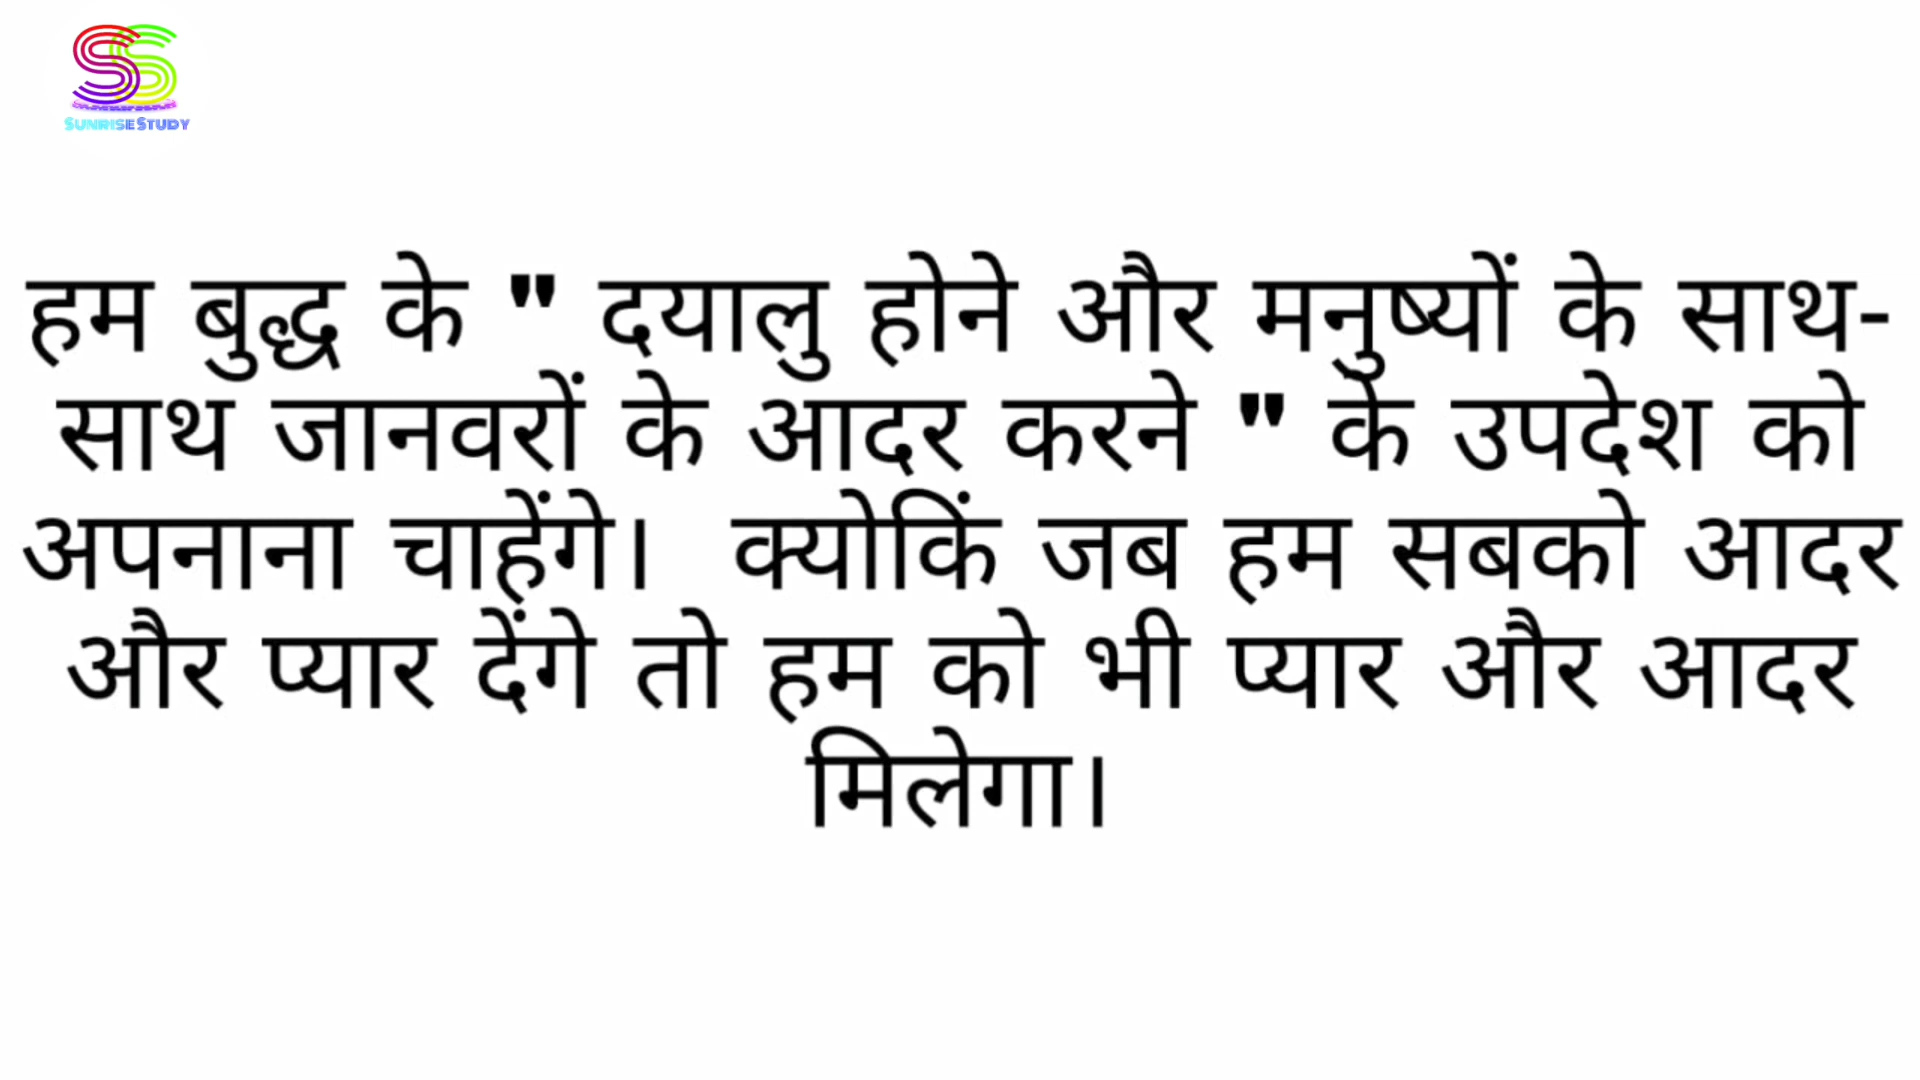 SUNRISESTUDY
हम बुद्ध के " दयालु होने और मनुष्यों के साथ-
साथ जानवरों के आदर करने " के उपदेश को
अपनाना चाहेंगे। क्योकिं जब हम सबको आदर
और प्यार देंगे तो हम को भी प्यार और आदर
मिलेगा।